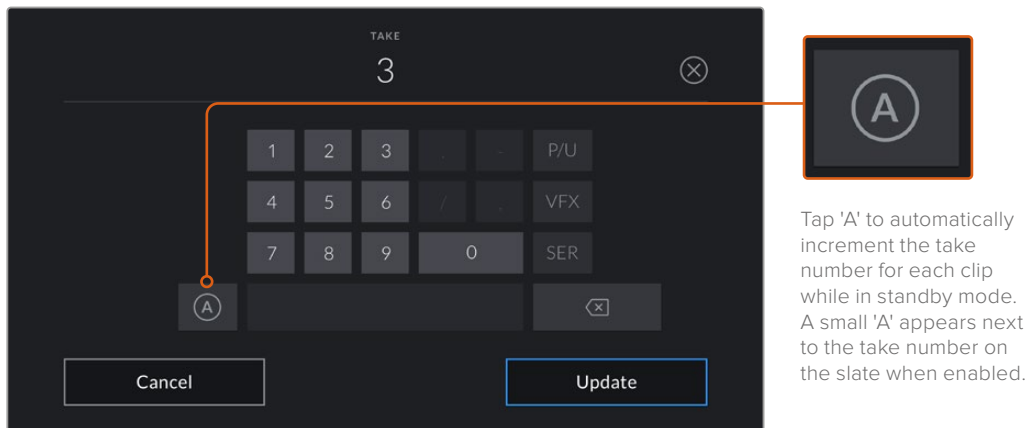 TAKE
3
A
1 2 3 . - P/U
4 5 6 / , VFX
7 8 9 0 SER
A
Cancel Update
Tap 'A' to automatically
increment the take
number for each clip
while in standby mode.
A small 'A' appears next
to the take number on
the slate when enabled.